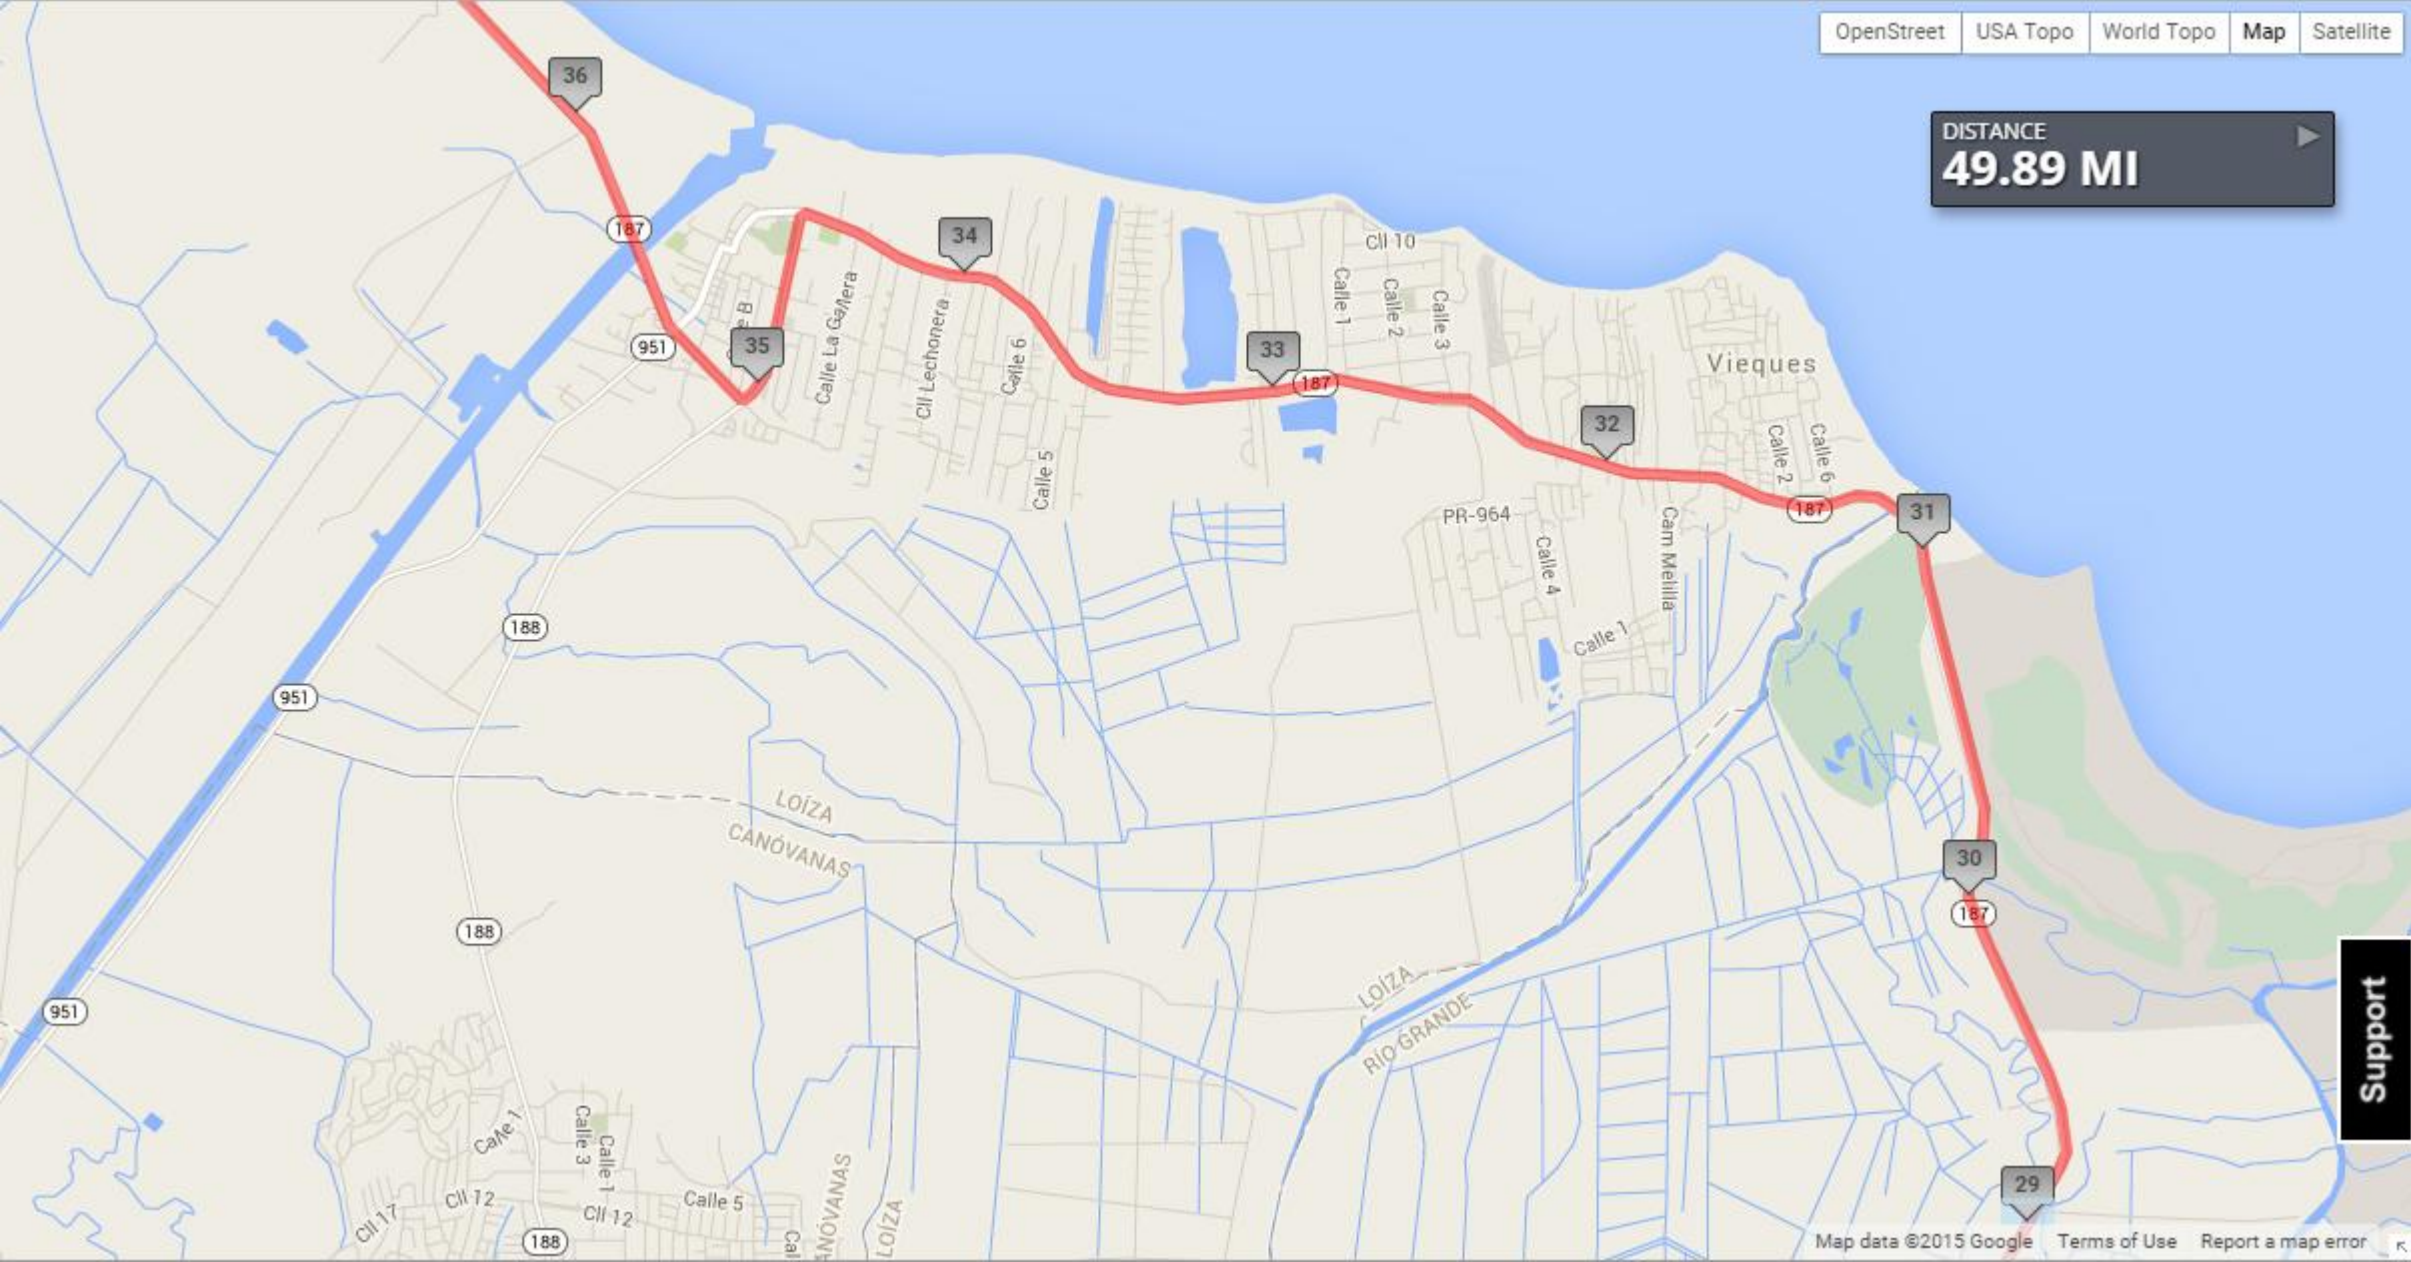 OpenStreet
USA Topo
World Topo
Map
Satellite
36
DISTANCE
49.89 MI
187
34
Cll 10
Calle 1
Calle 2
Calle 3
951
35
Calle La Gallera
Cll Lechonera
Calle 6
33
187
Vieques
32
Calle 5
Calle 2
Calle 6
187
31
PR-964
Calle 4
Cam Melilla
Calle 1
188
951
LOÍZA
CANÓVANAS
30
187
188
LOÍZA
RÍO GRANDE
951
Support
Calle 1
Calle 3
Calle 1
Cll 12
Cll 17
Cll 12
Calle 5
LOÍZA
29
188
Map data ©2015 Google
Terms of Use
Report a map error